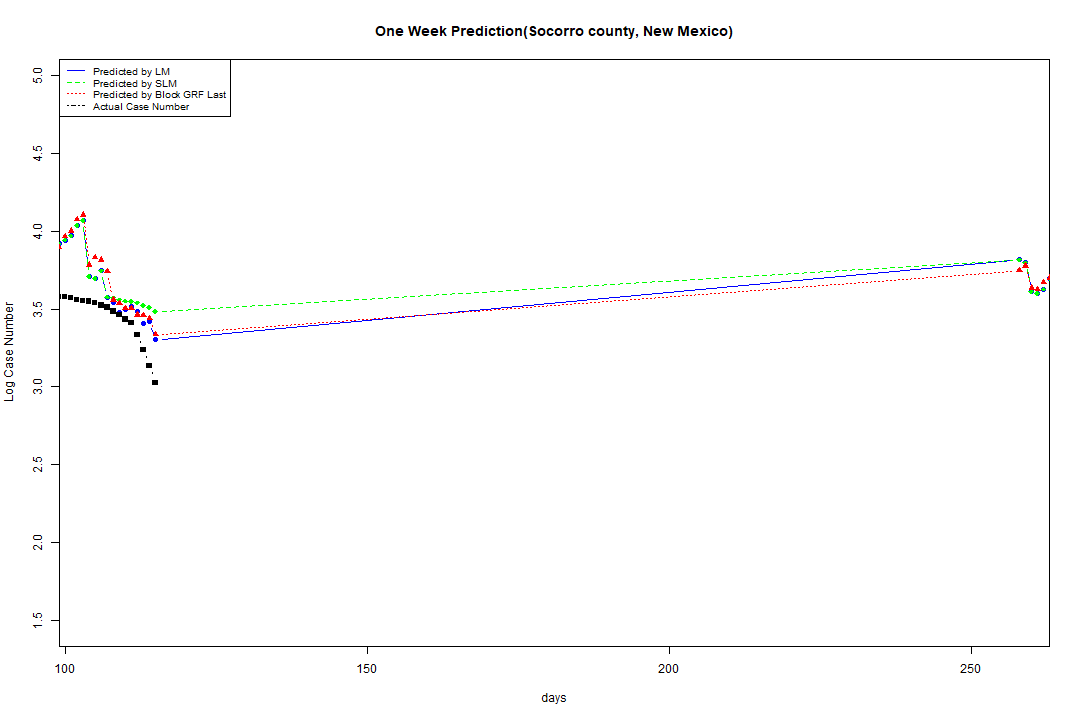 One Week Prediction(Socorro county, New Mexico)
Predicted by LM
Predicted by SLM
Predicted by Block GRF Last
Actual Case Number
Log Case Number
5.0
4.5
4.0
3.5
3.0
2.5
2.0
1.5
100 150 200 250
days